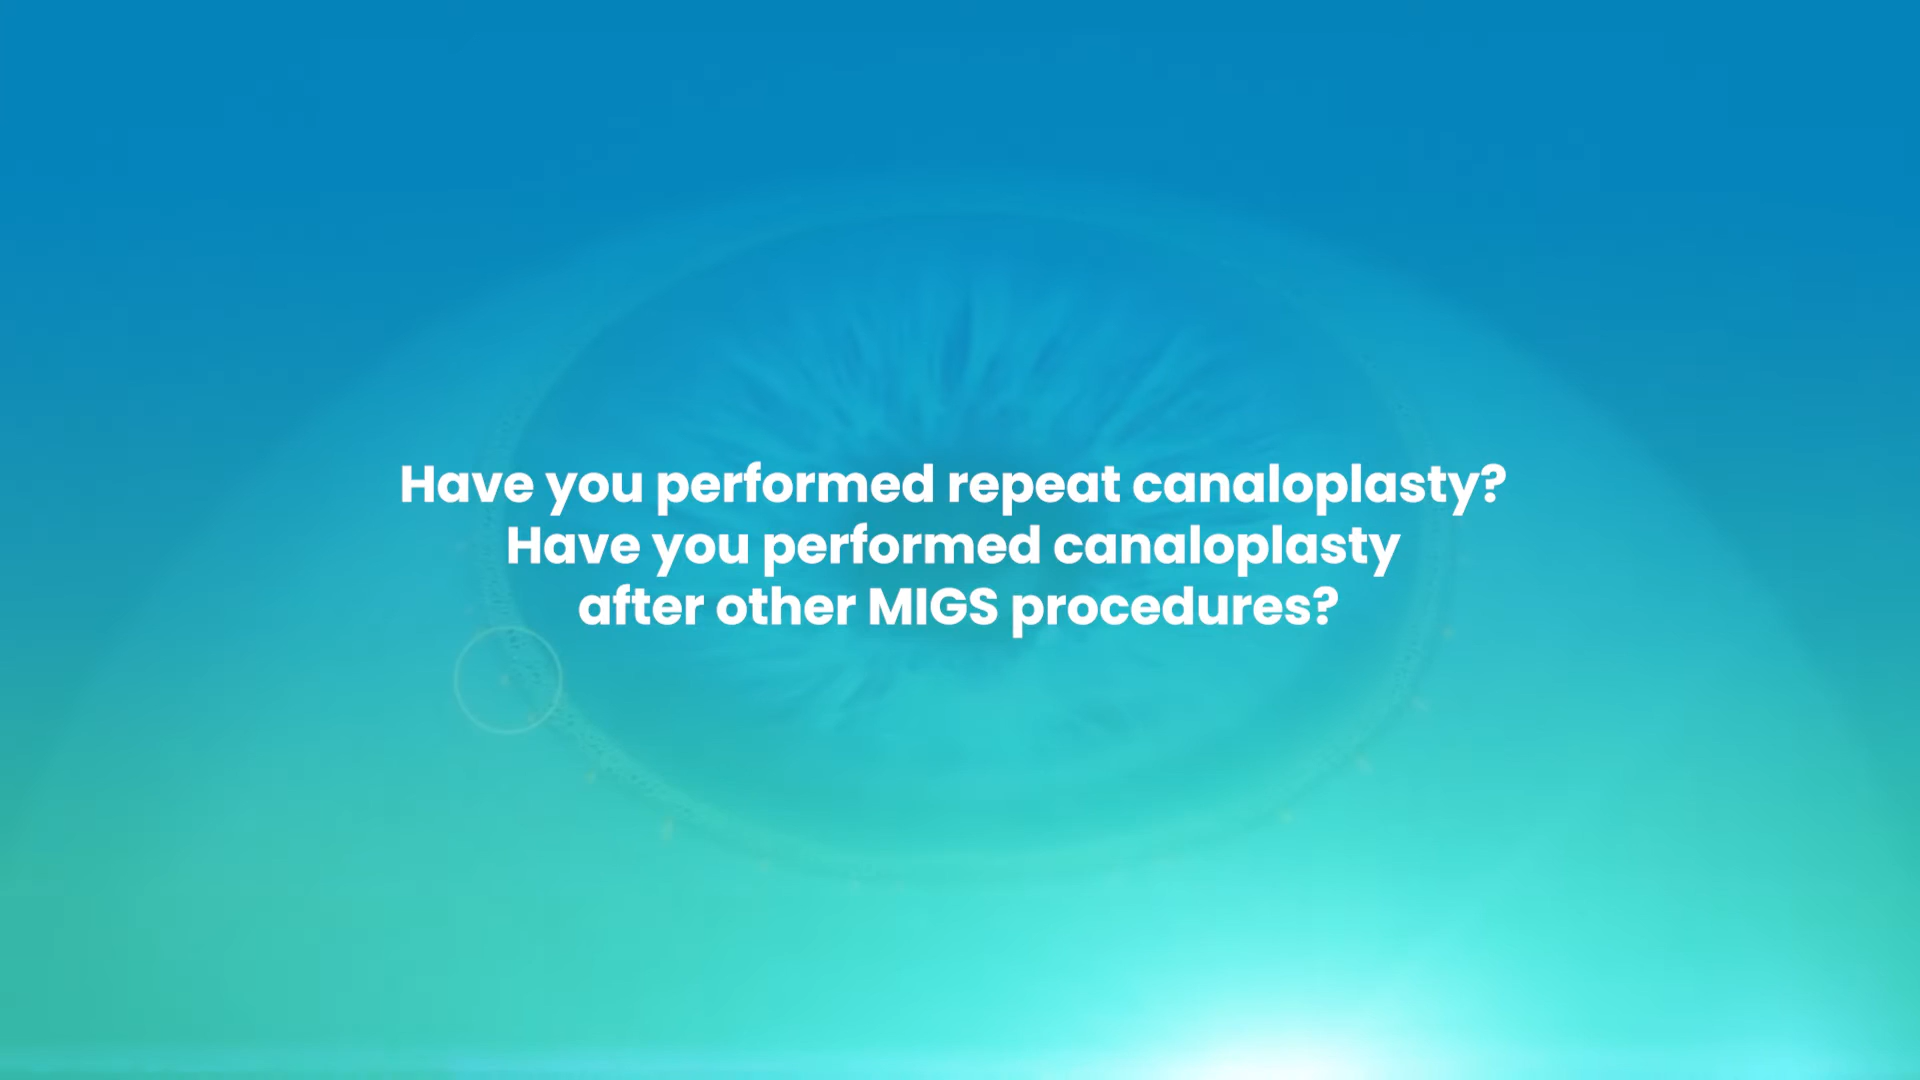 Have you performed repeat canaloplasty?
Have you performed canaloplasty
after other MIGS procedures?